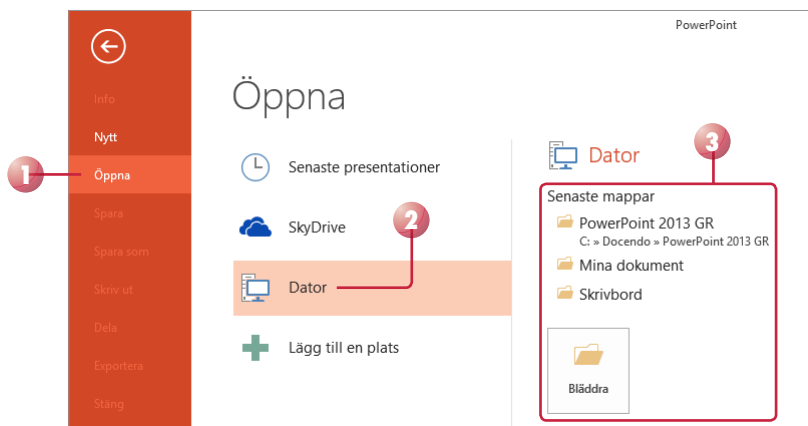 PowerPoint
Info
Nytt
1
Öppna
Spara
Spara som
Skriv ut
Dela
Exportera
Stäng
Öppna
Senaste presentationer
SkyDrive
2
Dator
Lägg till en plats
3
Dator
Senaste mappar
PowerPoint 2013 GR
C: » Docendo » PowerPoint 2013 GR
Mina dokument
Skrivbord
Bläddra